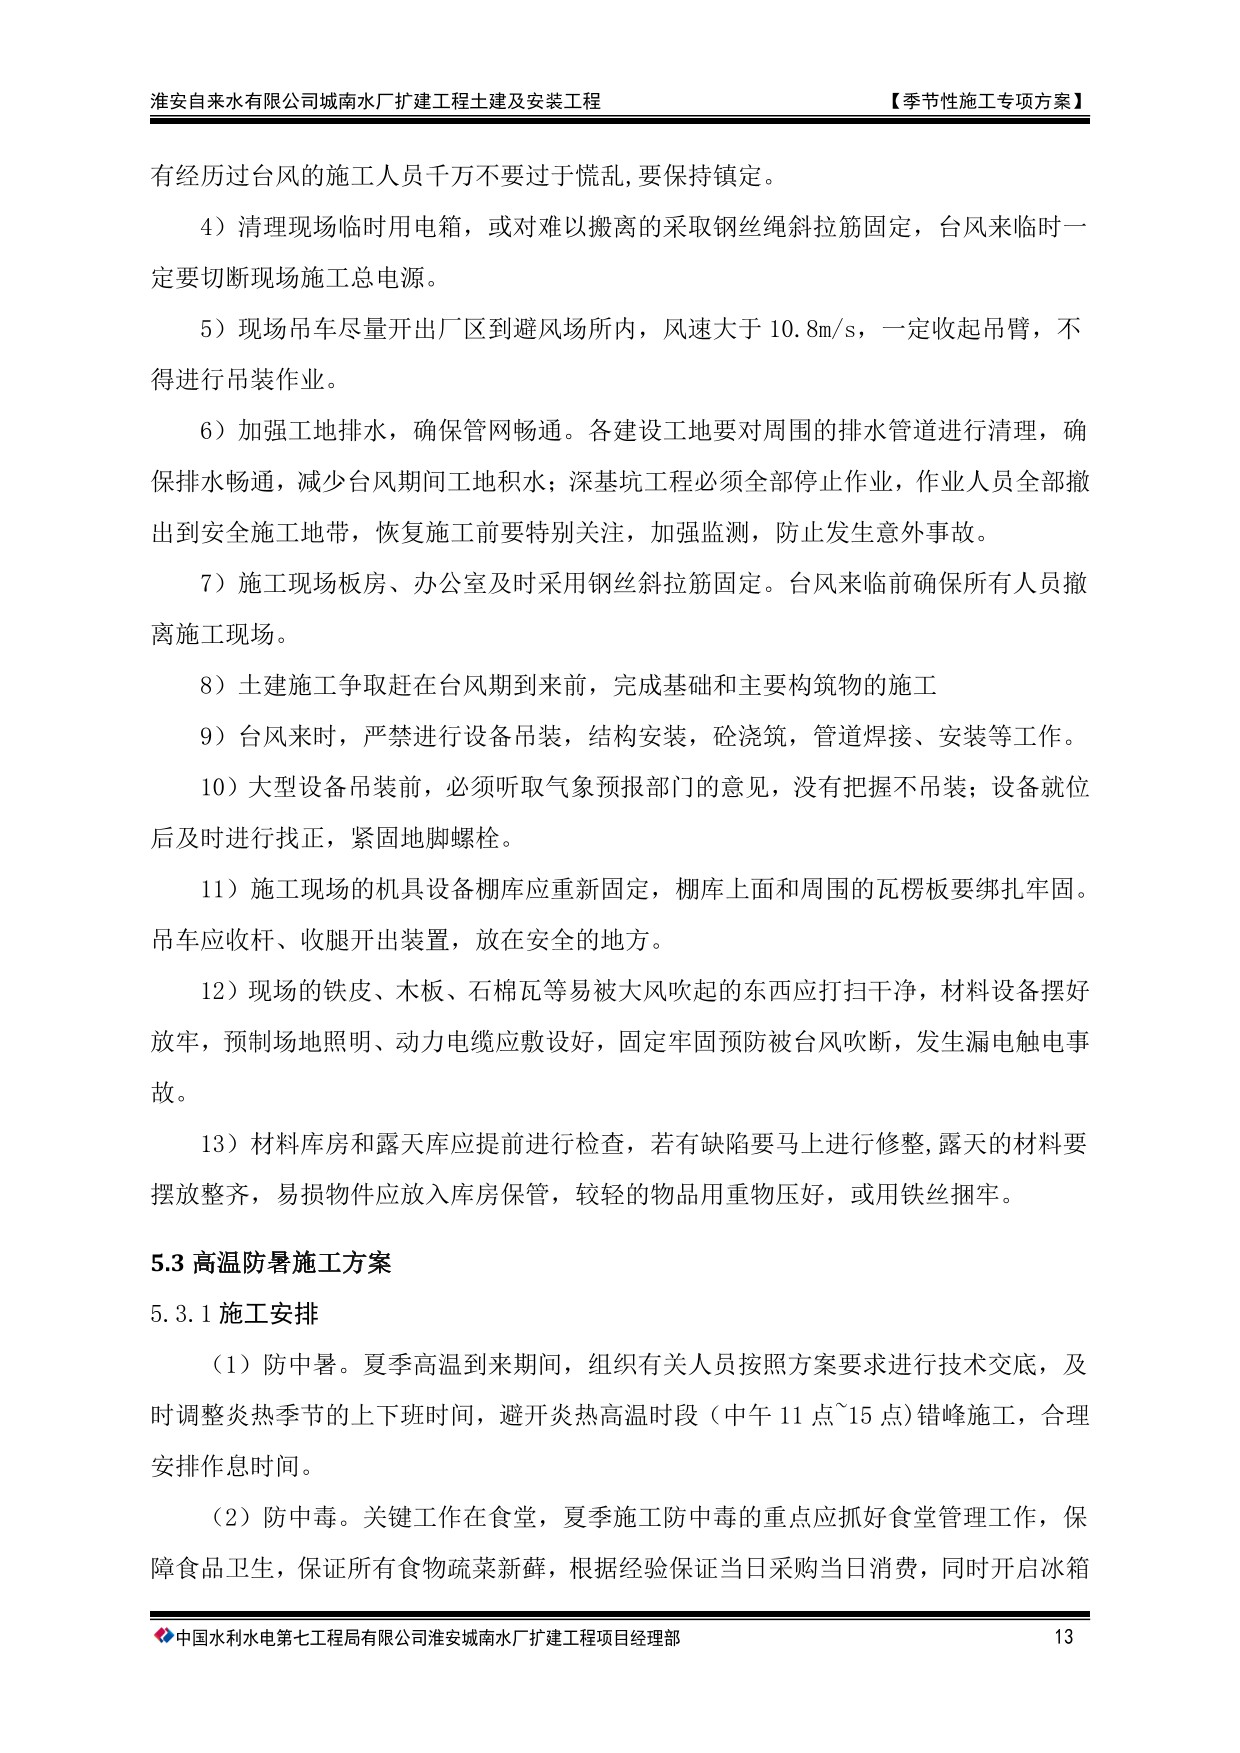 淮安自来水有限公司城南水厂扩建工程土建及安装工程 【季节性施工专项方案】
有经历过台风的施工人员千万不要过于慌乱,要保持镇定。
4）清理现场临时用电箱，或对难以搬离的采取钢丝绳斜拉筋固定，台风来临时一
定要切断现场施工总电源。
5）现场吊车尽量开出厂区到避风场所内，风速大于 10.8m/s，一定收起吊臂，不
得进行吊装作业。
6）加强工地排水，确保管网畅通。各建设工地要对周围的排水管道进行清理，确
保排水畅通，减少台风期间工地积水；深基坑工程必须全部停止作业，作业人员全部撤
出到安全施工地带，恢复施工前要特别关注，加强监测，防止发生意外事故。
7）施工现场板房、办公室及时采用钢丝斜拉筋固定。台风来临前确保所有人员撤
离施工现场。
8）土建施工争取赶在台风期到来前，完成基础和主要构筑物的施工
9）台风来时，严禁进行设备吊装，结构安装，砼浇筑，管道焊接、安装等工作。
10）大型设备吊装前，必须听取气象预报部门的意见，没有把握不吊装；设备就位
后及时进行找正，紧固地脚螺栓。
11）施工现场的机具设备棚库应重新固定，棚库上面和周围的瓦楞板要绑扎牢固。
吊车应收杆、收腿开出装置，放在安全的地方。
12）现场的铁皮、木板、石棉瓦等易被大风吹起的东西应打扫干净，材料设备摆好
放牢，预制场地照明、动力电缆应敷设好，固定牢固预防被台风吹断，发生漏电触电事
故。
13）材料库房和露天库应提前进行检查，若有缺陷要马上进行修整,露天的材料要
摆放整齐，易损物件应放入库房保管，较轻的物品用重物压好，或用铁丝捆牢。
5.3 高温防暑施工方案
5.3.1 施工安排
（1）防中暑。夏季高温到来期间，组织有关人员按照方案要求进行技术交底，及
时调整炎热季节的上下班时间，避开炎热高温时段（中午 11 点~15 点)错峰施工，合理
安排作息时间。
（2）防中毒。关键工作在食堂，夏季施工防中毒的重点应抓好食堂管理工作，保
障食品卫生，保证所有食物疏菜新藓，根据经验保证当日采购当日消费，同时开启冰箱
中国水利水电第七工程局有限公司淮安城南水厂扩建工程项目经理部 13